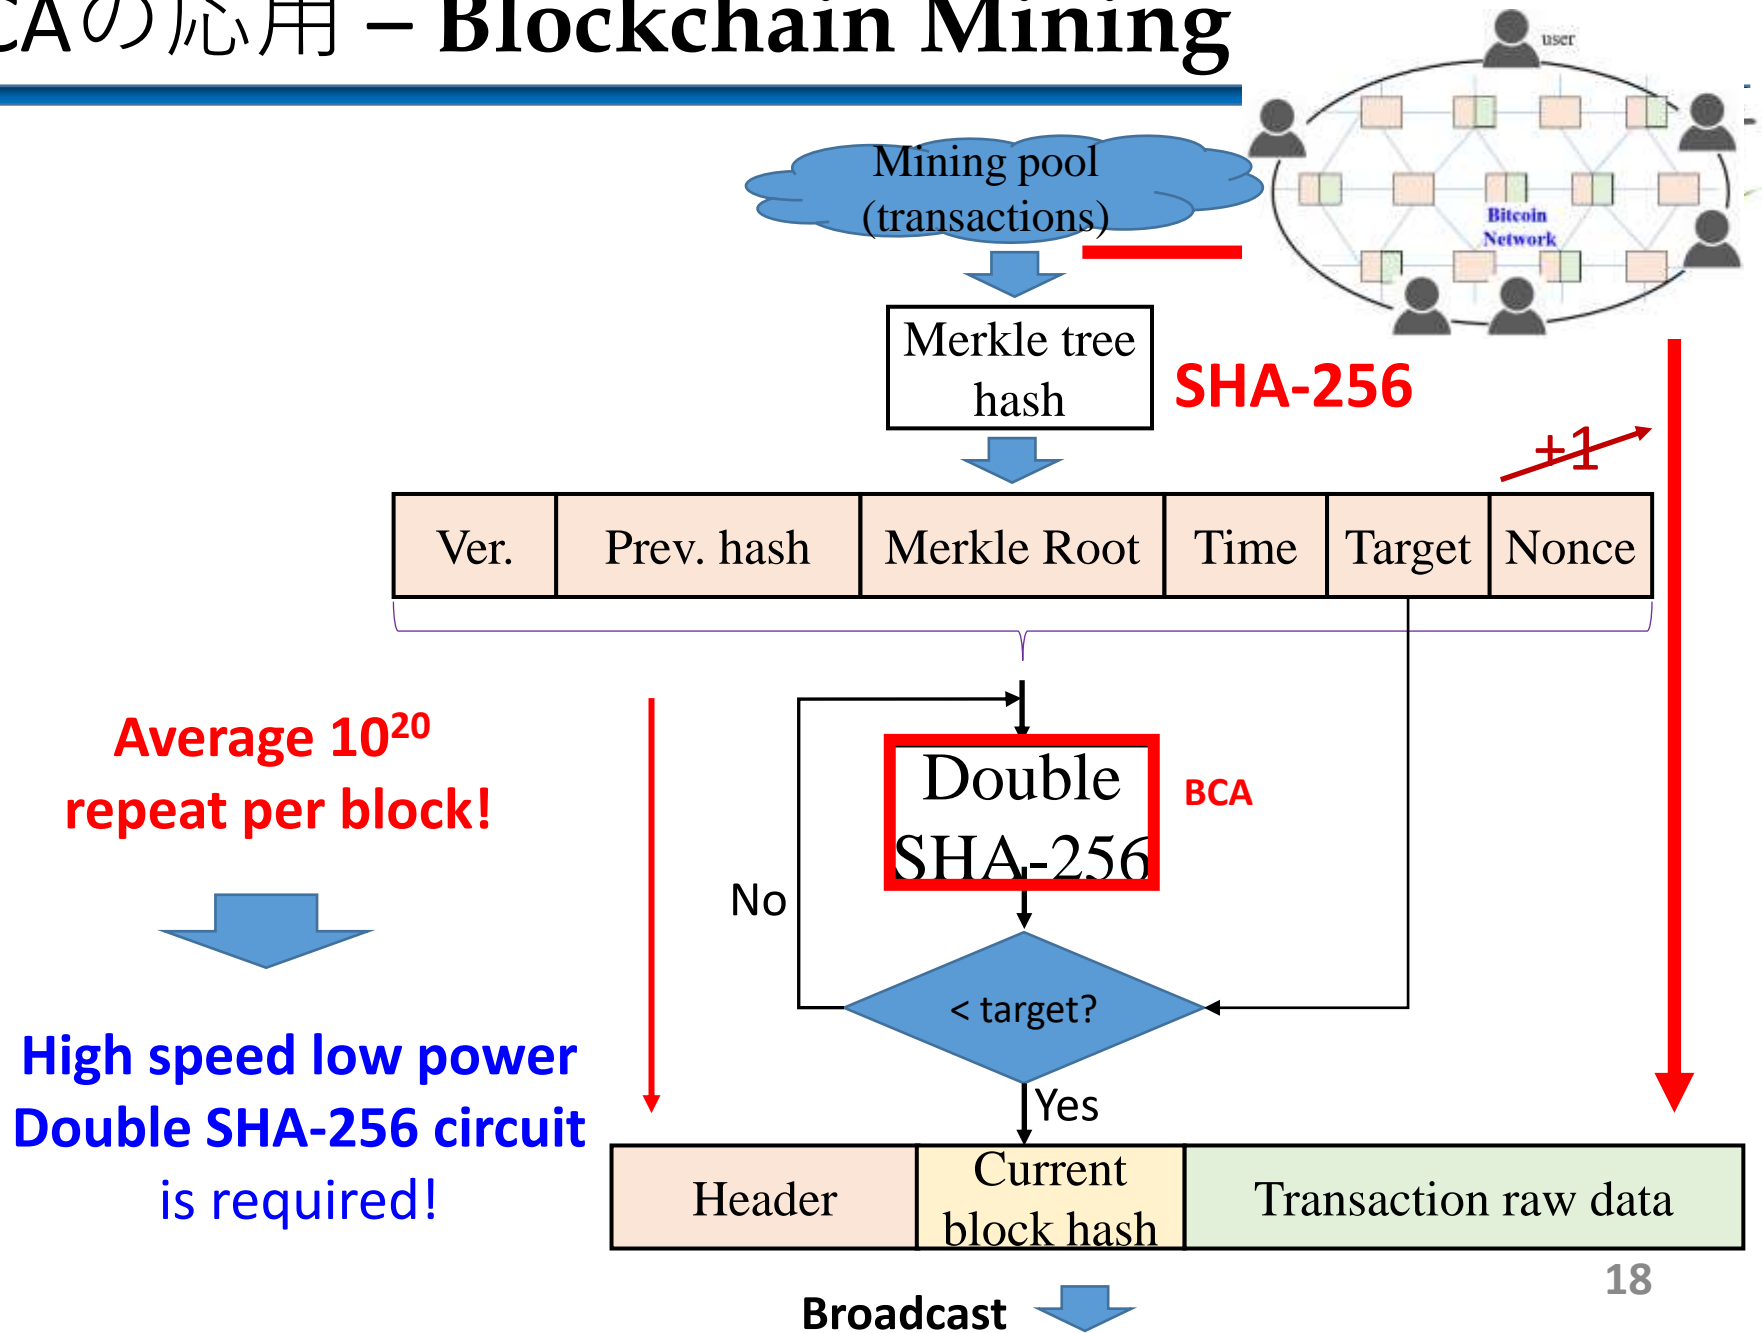 CAの応用 – Blockchain Mining
user
Mining pool
(transactions)
Bitcoin
Network
Merkle tree
hash
SHA-256
+1
Ver.
Prev. hash
Merkle Root
Time
Target
Nonce
Average 10²⁰
repeat per block!
Double
SHA-256
BCA
No
< target?
High speed low power
Double SHA-256 circuit
is required!
Yes
Header
Current
block hash
Transaction raw data
18
Broadcast